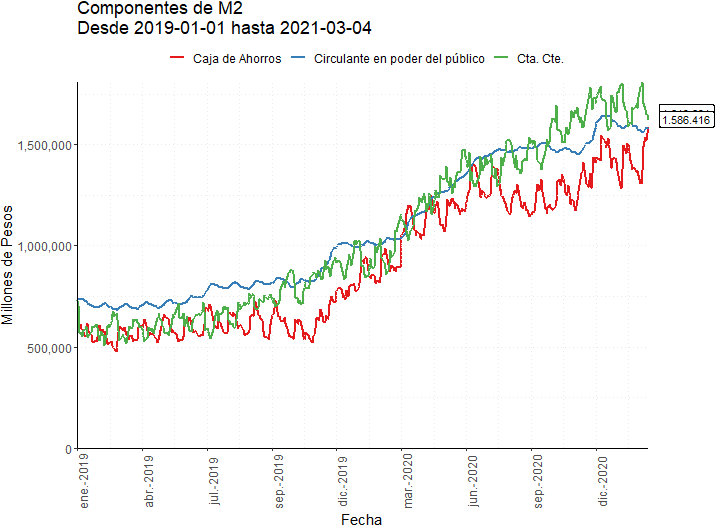 Componentes de M2
Desde 2019-01-01 hasta 2021-03-04
Caja de Ahorros Circulante en poder del público Cta. Cte.
Millones de Pesos
1,500,000
1,000,000
500,000
0
1.586.416
ene.-2019
abr.-2019
jul.-2019
sep.-2019
dic.-2019
mar.-2020
jun.-2020
sep.-2020
dic.-2020
Fecha